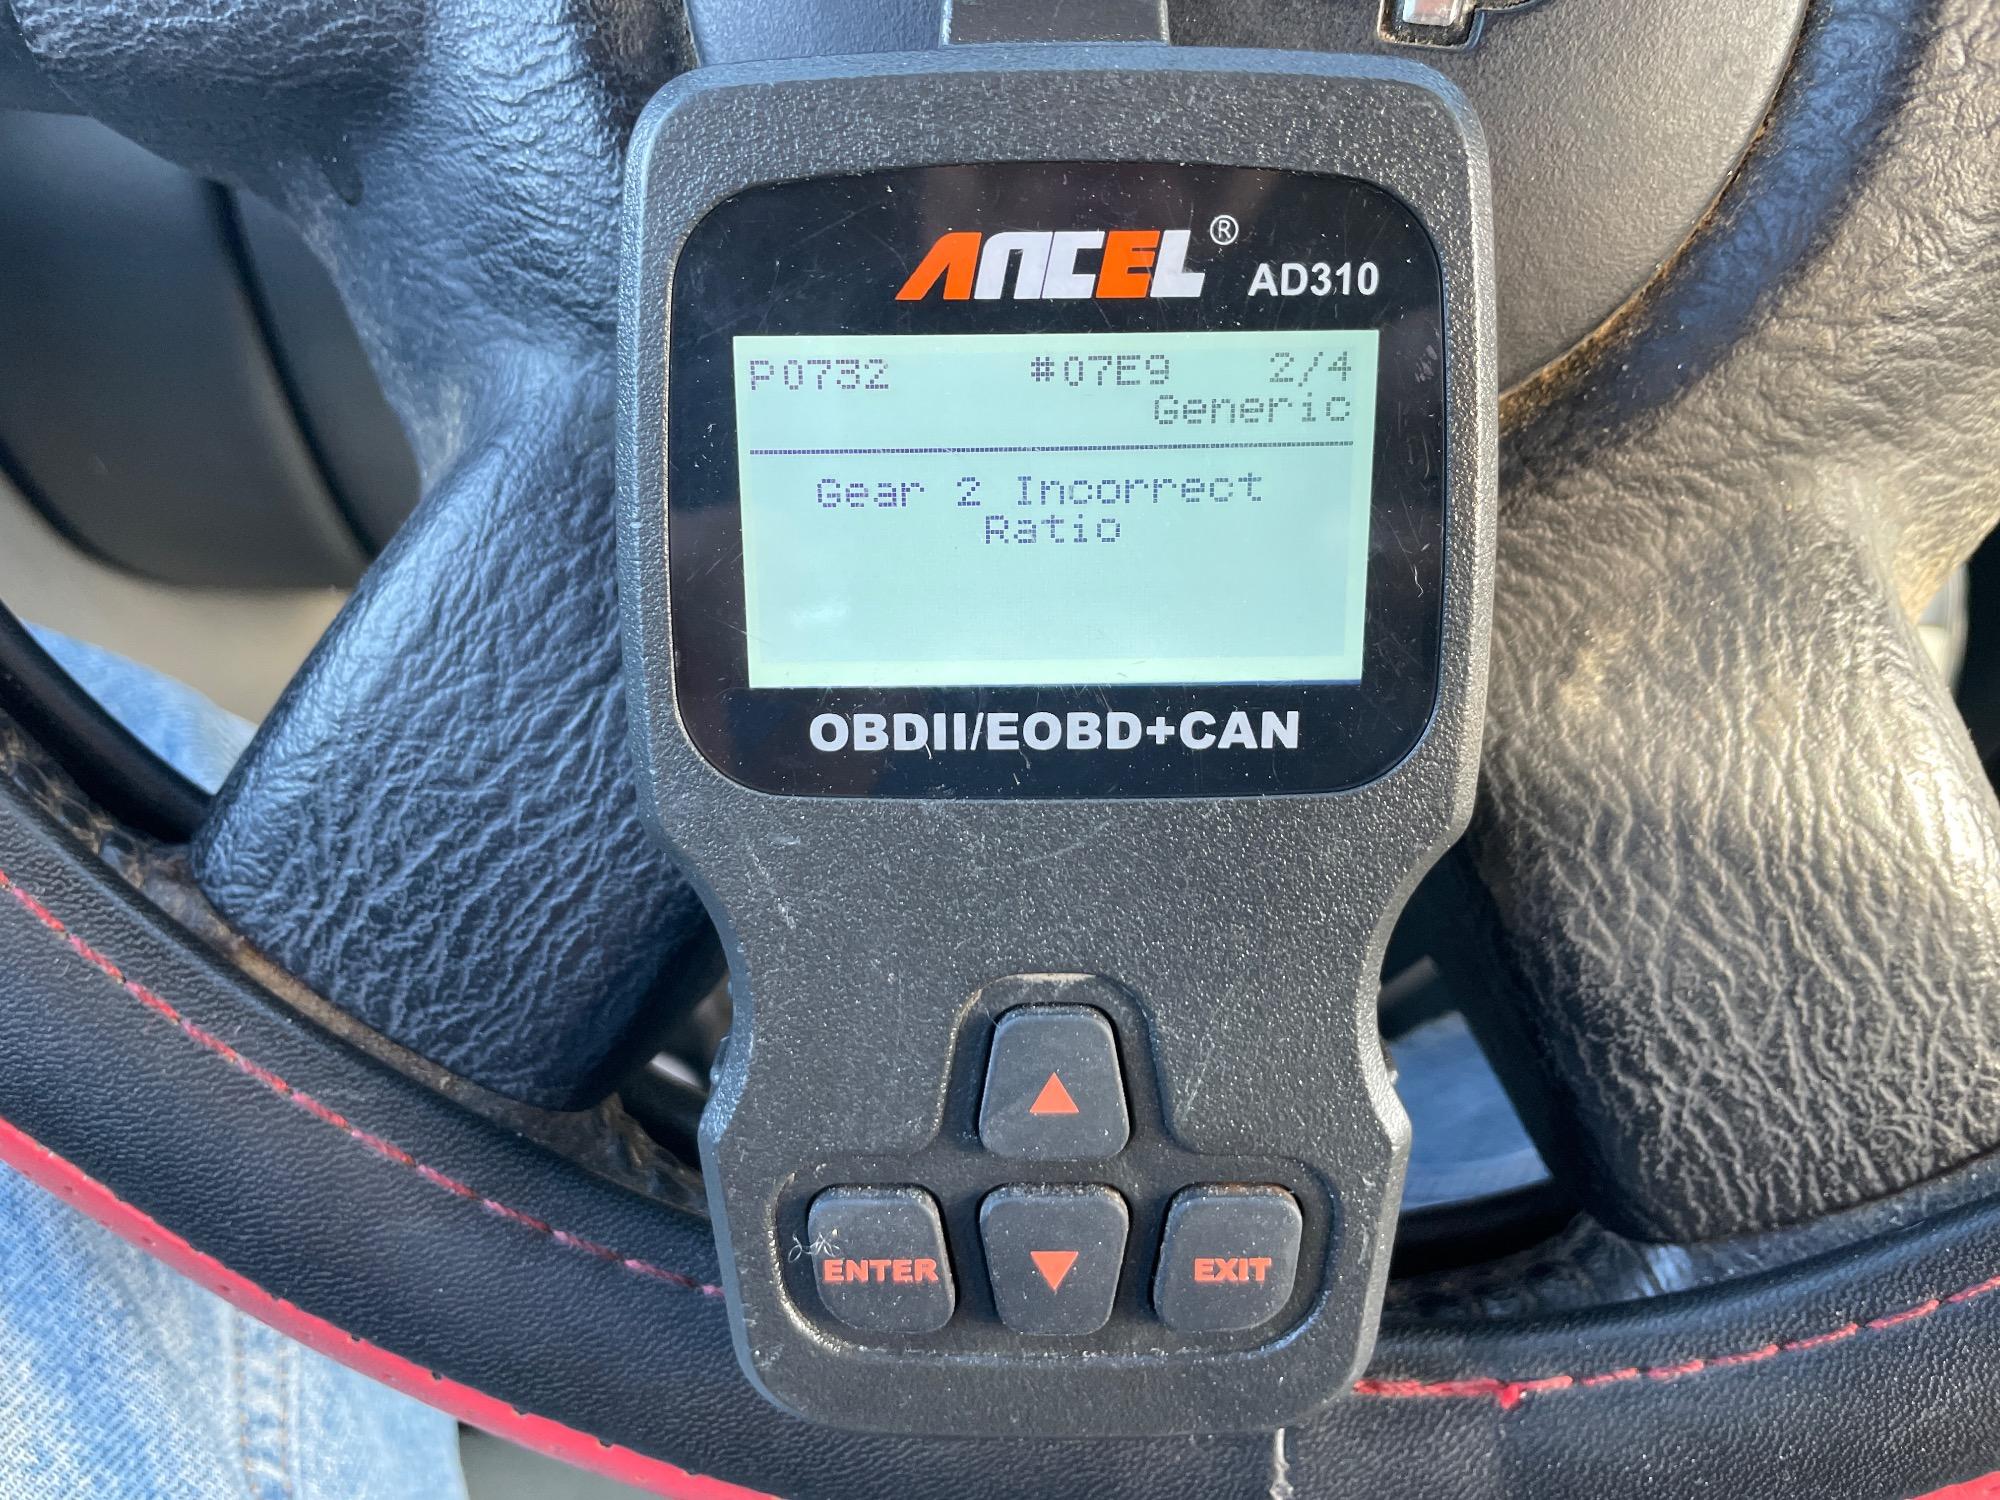 ANCEL® AD310
P0732 #07E9 2/4
Generic
Gear 2 Incorrect
Ratio
OBDII/EOBD+CAN
ENTER EXIT